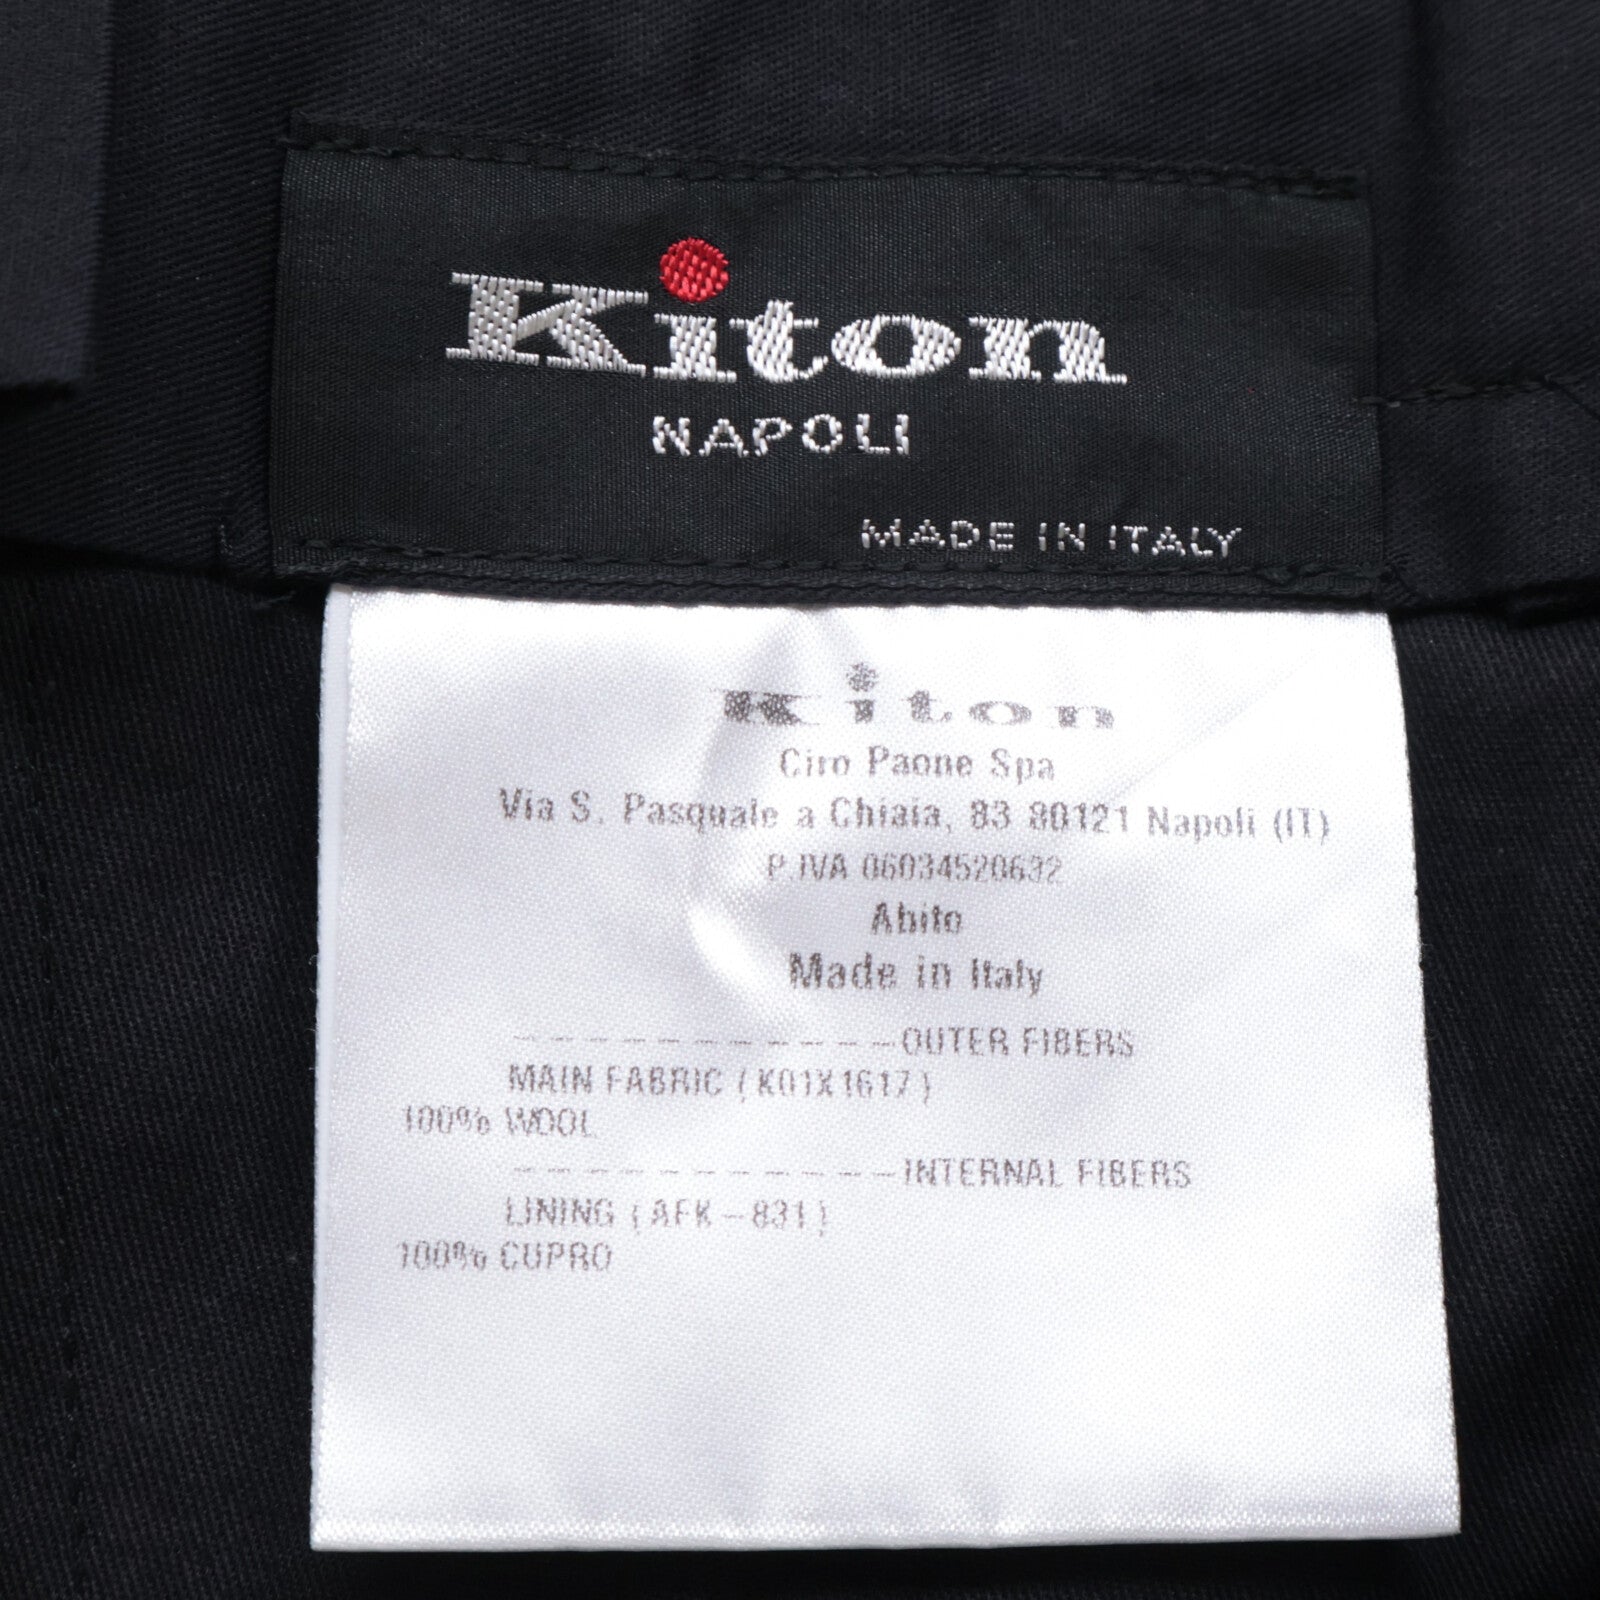 Kiton
NAPOLI
MADE IN ITALY
Kiton
Ciro Paone Spa
Via S. Pasquale a Chiaia, 83 80121 Napoli (IT)
P.IVA 06034520632
Abito
Made in Italy
-----------OUTER FIBERS
MAIN FABRIC (K01X1617)
100% WOOL
-----------INTERNAL FIBERS
LINING (AFK-831)
100% CUPRO